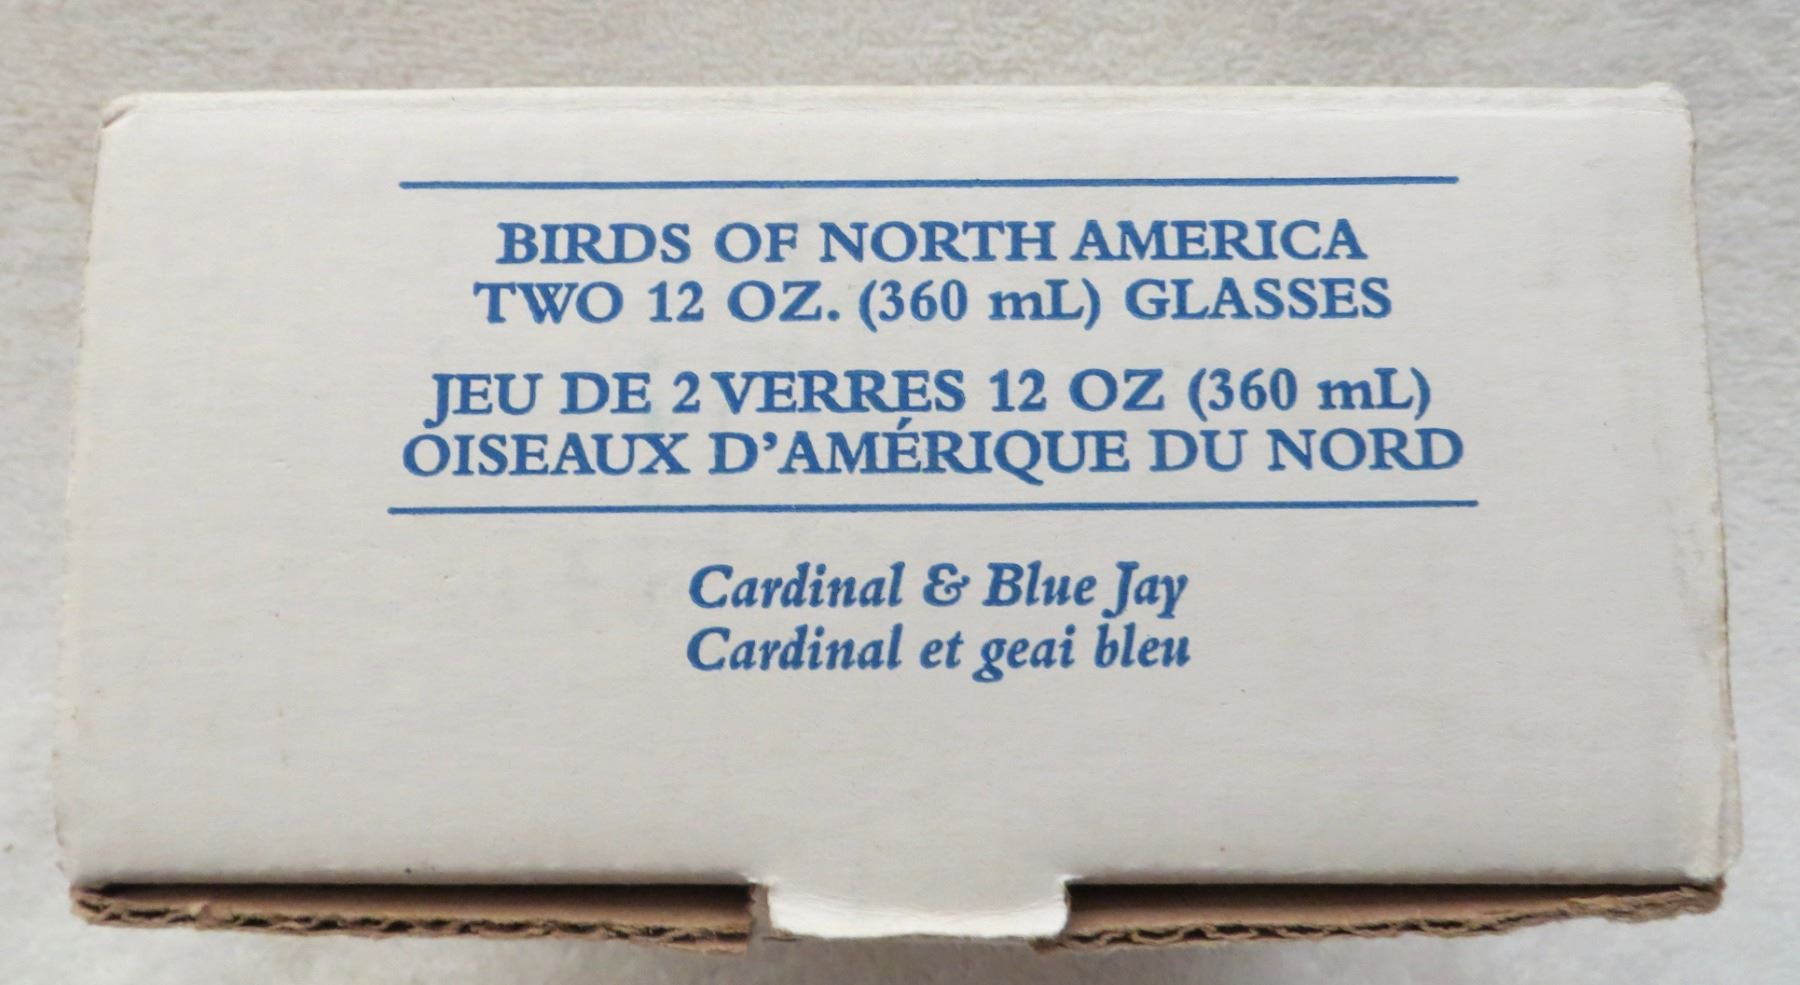 BIRDS OF NORTH AMERICA
TWO 12 OZ. (360 mL) GLASSES
JEU DE 2 VERRES 12 OZ (360 mL)
OISEAUX D'AMÉRIQUE DU NORD
Cardinal & Blue Jay
Cardinal et geai bleu